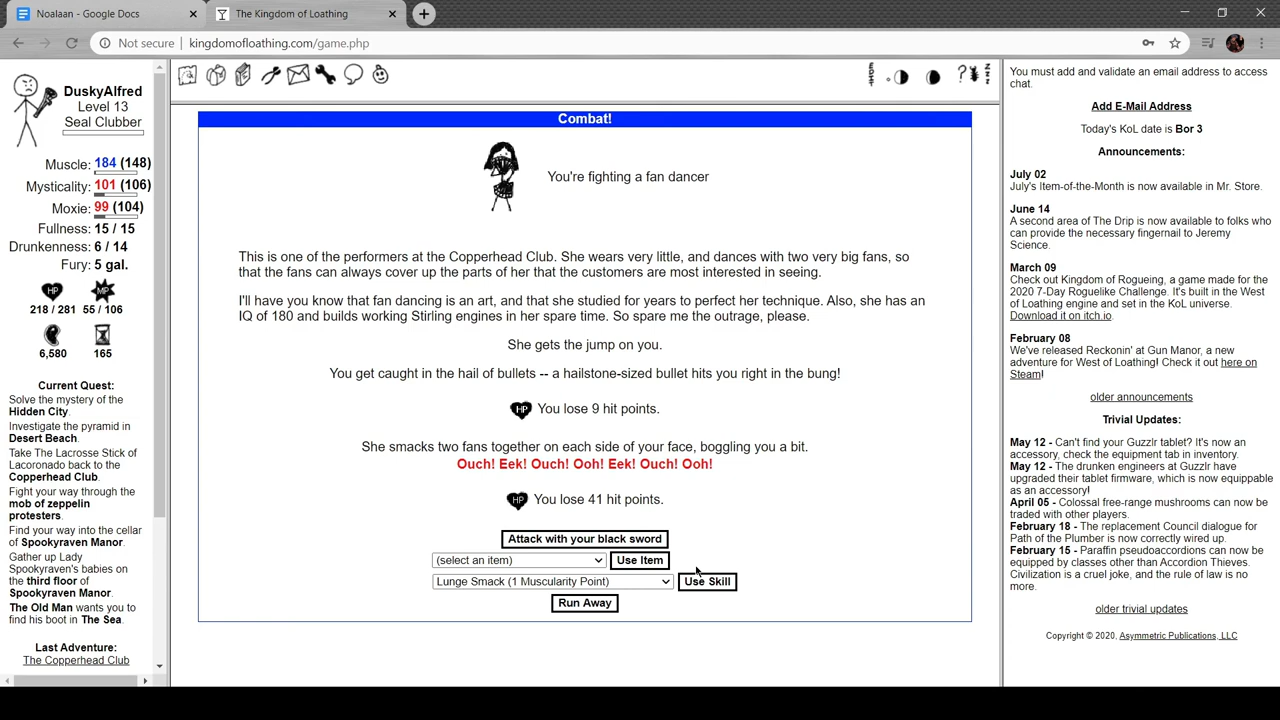 Noalaan - Google Docs
The Kingdom of Loathing
Not secure
kingdomofloathing.com/game.php
DuskyAlfred
Level 13
Seal Clubber
Muscle: 184 (148)
Mysticality: 101 (106)
Moxie: 99 (104)
Fullness: 15 / 15
Drunkenness: 6 / 14
Fury: 5 gal.
HP
MP
218 / 281
55 / 106
6,580
165
Current Quest:
Solve the mystery of the
Hidden City.
Investigate the pyramid in
Desert Beach.
Take The Lacrosse Stick of
Lacoronado back to the
Copperhead Club.
Fight your way through the
mob of zeppelin
protesters.
Find your way into the cellar
of Spookyraven Manor.
Gather up Lady
Spookyraven's babies on
the third floor of
Spookyraven Manor.
The Old Man wants you to
find his boot in The Sea.
Last Adventure:
The Copperhead Club
Combat!
You're fighting a fan dancer
This is one of the performers at the Copperhead Club. She wears very little, and dances with two very big fans, so
that the fans can always cover up the parts of her that the customers are most interested in seeing.
I'll have you know that fan dancing is an art, and that she studied for years to perfect her technique. Also, she has an
IQ of 180 and builds working Stirling engines in her spare time. So spare me the outrage, please.
She gets the jump on you.
You get caught in the hail of bullets -- a hailstone-sized bullet hits you right in the bung!
HP You lose 9 hit points.
She smacks two fans together on each side of your face, boggling you a bit.
Ouch! Eek! Ouch! Ooh! Eek! Ouch! Ooh!
HP You lose 41 hit points.
Attack with your black sword
(select an item)
Use Item
Lunge Smack (1 Muscularity Point)
Use Skill
Run Away
You must add and validate an email address to access
chat.
Add E-Mail Address
Today's KoL date is Bor 3
Announcements:
July 02
July's Item-of-the-Month is now available in Mr. Store.
June 14
A second area of The Drip is now available to folks who
can provide the necessary fingernail to Jeremy
Science.
March 09
Check out Kingdom of Rogueing, a game made for the
2020 7-Day Roguelike Challenge. It's built in the West
of Loathing engine and set in the KoL universe.
Download it on itch.io.
February 08
We've released Reckonin' at Gun Manor, a new
adventure for West of Loathing! Check it out here on
Steam!
older announcements
Trivial Updates:
May 12 - Can't find your Guzzlr tablet? It's now an
accessory, check the equipment tab in inventory.
May 12 - The drunken engineers at Guzzlr have
upgraded their tablet firmware, which is now equippable
as an accessory!
April 05 - Colossal free-range mushrooms can now be
traded with other players.
February 18 - The replacement Council dialogue for
Path of the Plumber is now correctly wired up.
February 15 - Paraffin pseudoaccordions can now be
equipped by classes other than Accordion Thieves.
Civilization is a cruel joke, and the rule of law is no
more.
older trivial updates
Copyright © 2020, Asymmetric Publications, LLC